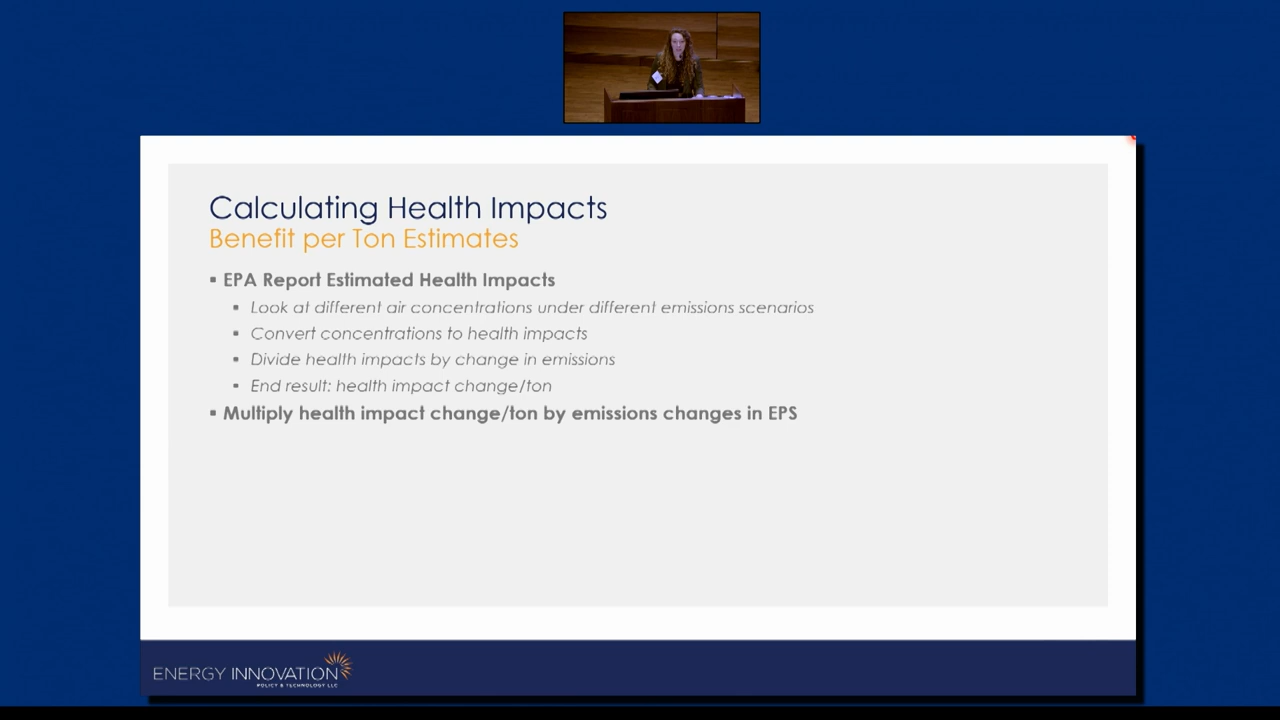 Calculating Health Impacts
Benefit per Ton Estimates
EPA Report Estimated Health Impacts
Look at different air concentrations under different emissions scenarios
Convert concentrations to health impacts
Divide health impacts by change in emissions
End result: health impact change/ton
Multiply health impact change/ton by emissions changes in EPS
ENERGY INNOVATION
POLICY & TECHNOLOGY LLC